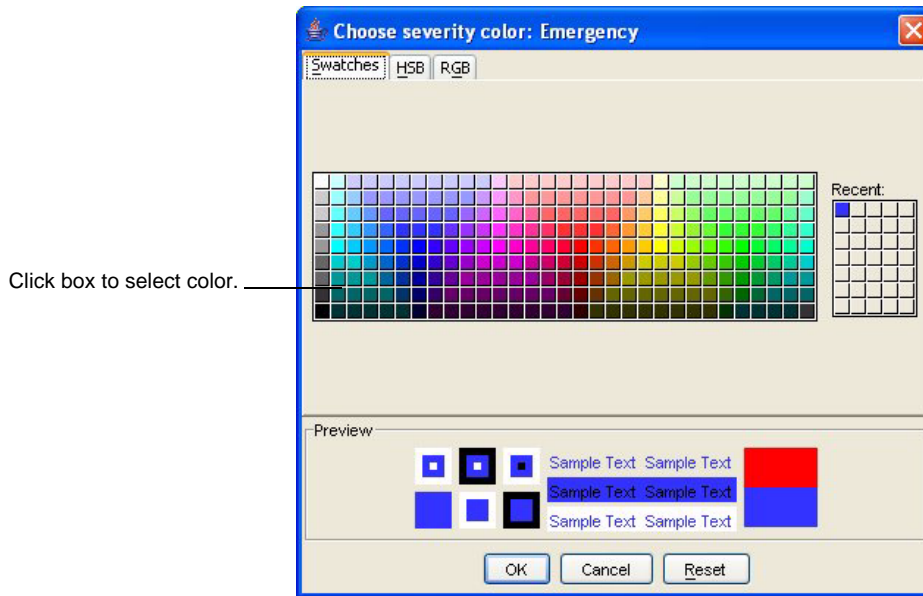 Choose severity color: Emergency
Swatches HSB RGB
Recent:
Click box to select color.
Preview
Sample Text Sample Text
Sample Text Sample Text
Sample Text Sample Text
OK Cancel Reset